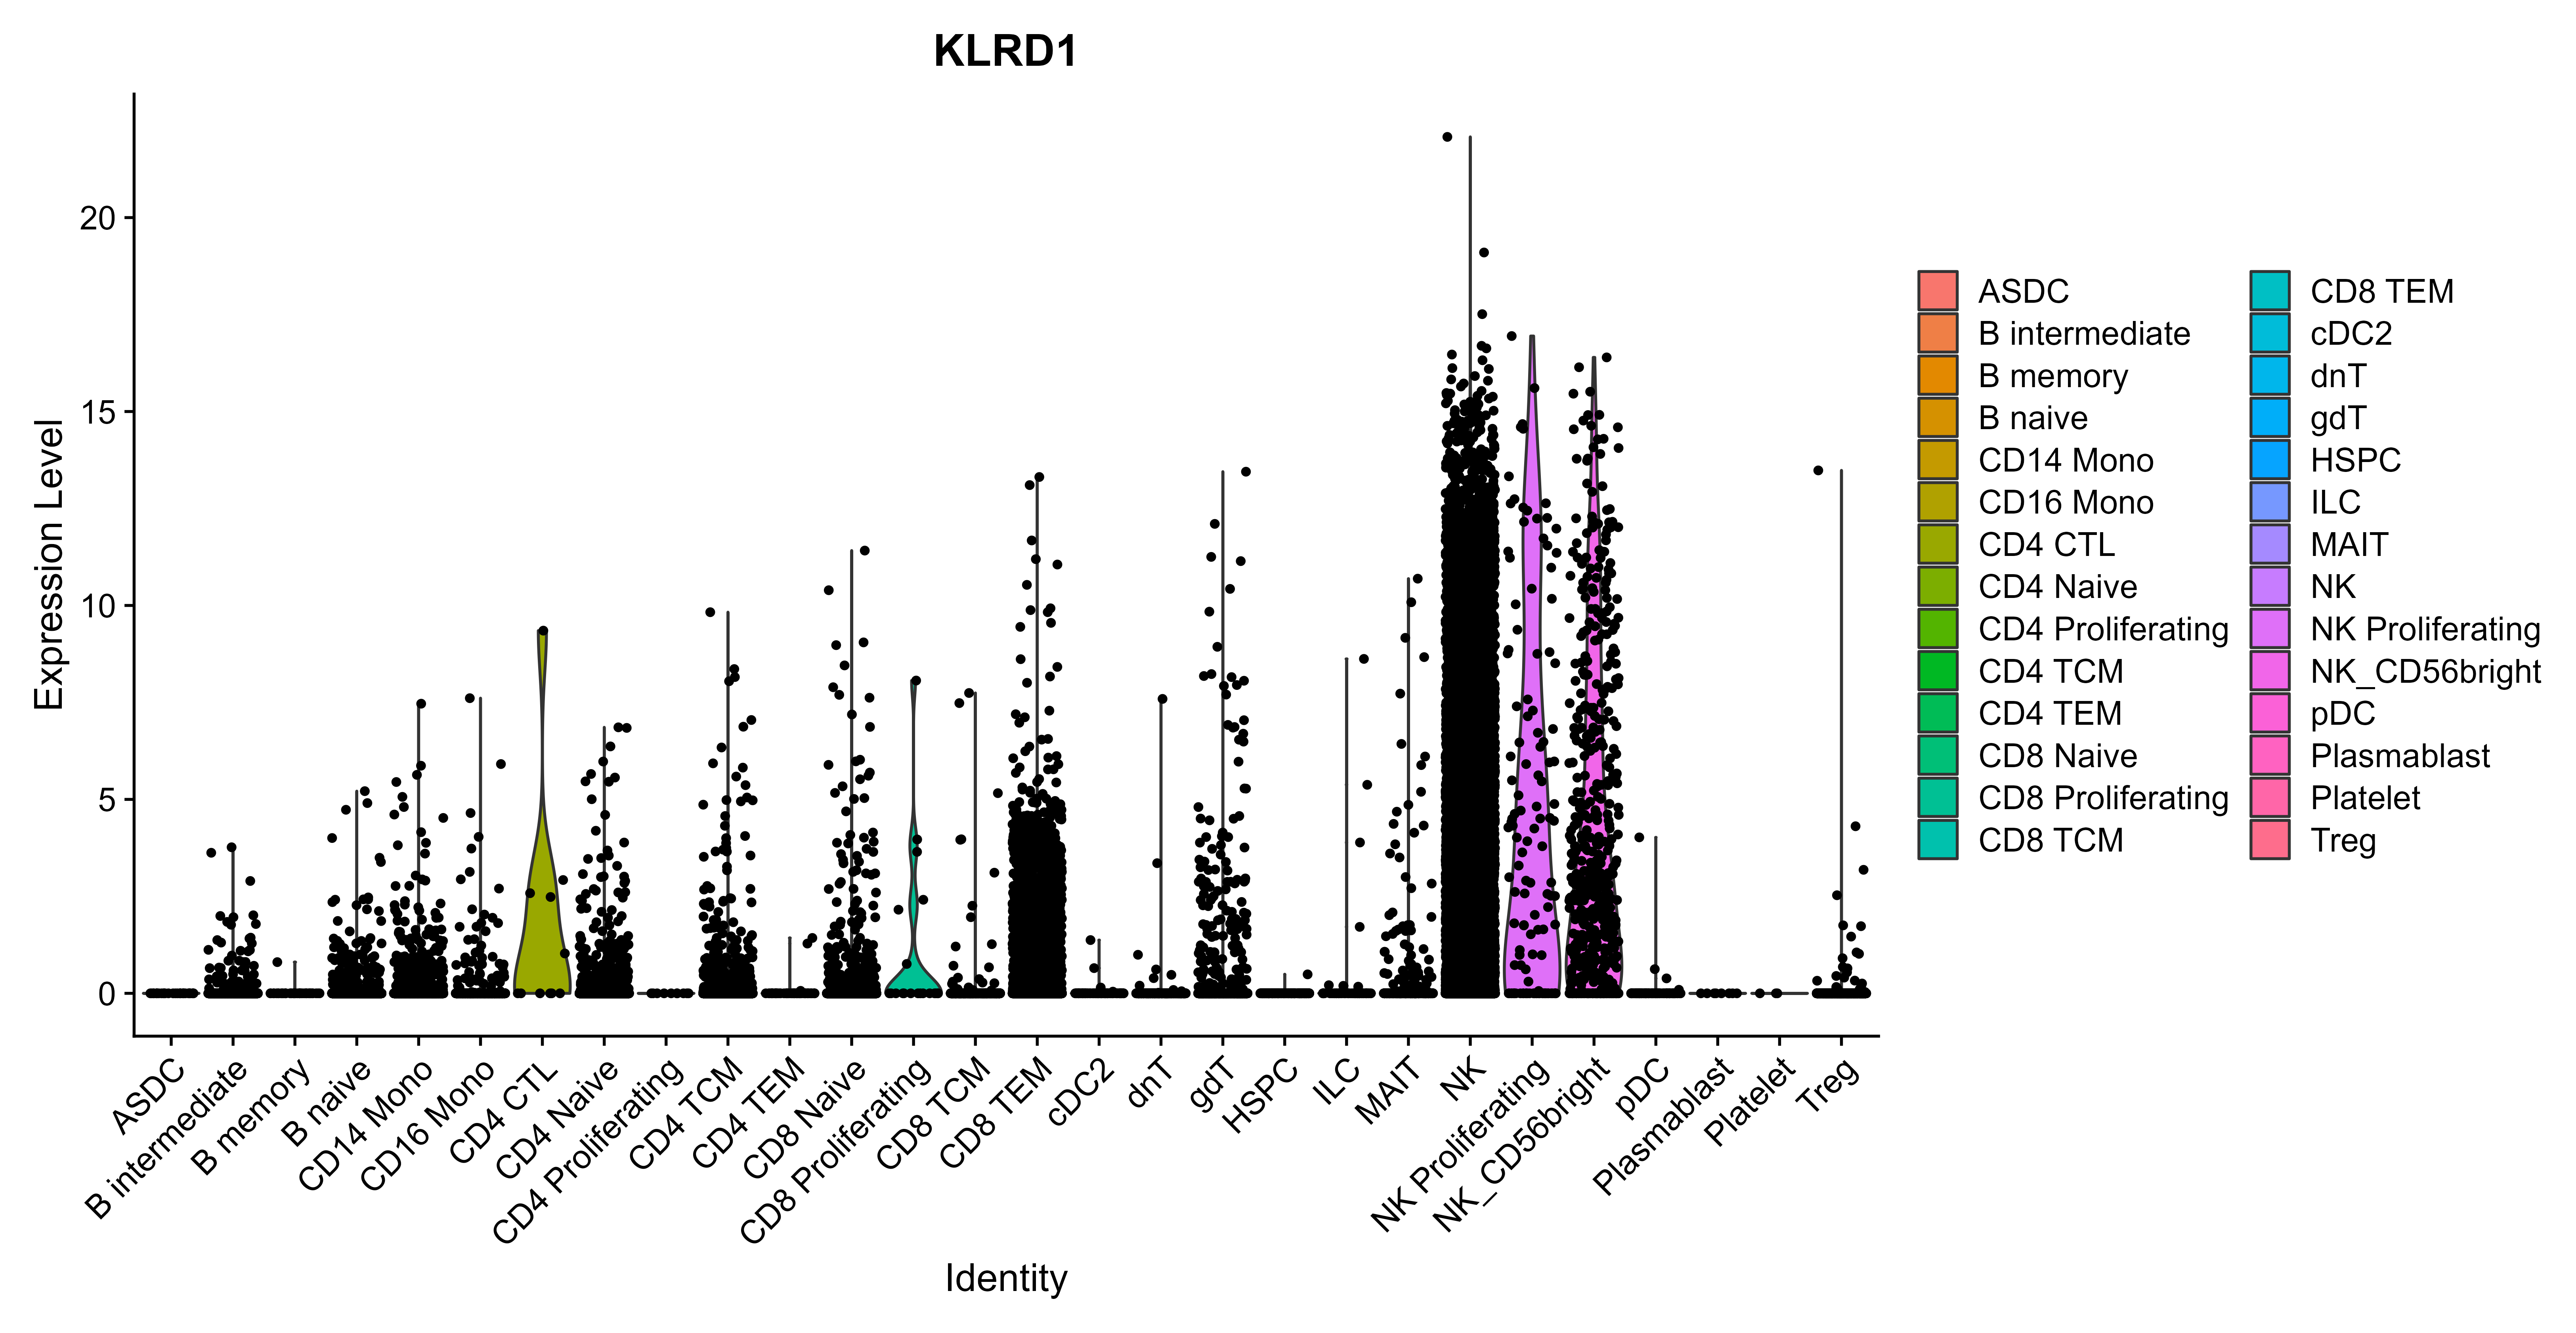 KLRD1
Expression Level
20
15
10
5
0
ASDC
B intermediate
B memory
B naive
CD14 Mono
CD16 Mono
CD4 CTL
CD4 Naive
CD4 Proliferating
CD4 TCM
CD4 TEM
CD8 Naive
CD8 Proliferating
CD8 TCM
CD8 TEM
cDC2
dnT
gdT
HSPC
ILC
MAIT
NK
NK Proliferating
NK_CD56bright
pDC
Plasmablast
Platelet
Treg
Identity
ASDC
B intermediate
B memory
B naive
CD14 Mono
CD16 Mono
CD4 CTL
CD4 Naive
CD4 Proliferating
CD4 TCM
CD4 TEM
CD8 Naive
CD8 Proliferating
CD8 TCM
CD8 TEM
cDC2
dnT
gdT
HSPC
ILC
MAIT
NK
NK Proliferating
NK_CD56bright
pDC
Plasmablast
Platelet
Treg